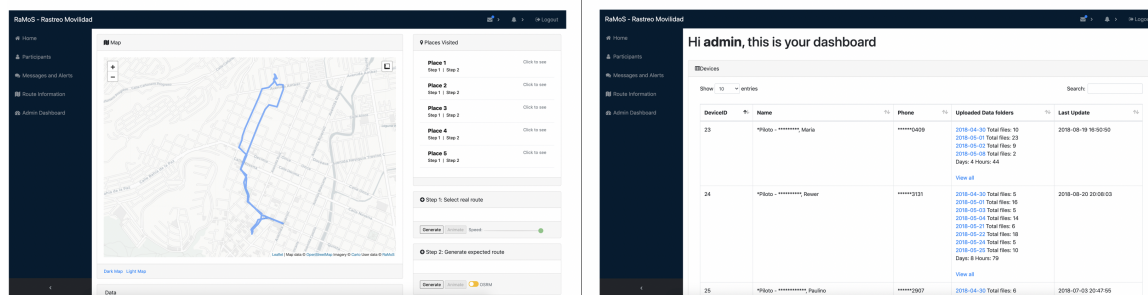 RaMoS - Rastreo Movilidad
Logout
Home
Participants
Messages and Alerts
Route Information
Admin Dashboard
Map
+
−
Leaflet | Map data © OpenStreetMap Imagery © Carto User data © RaMoS
Dark Map Light Map
Data
Places Visited
Place 1 Click to see
Step 1 | Step 2
Place 2 Click to see
Step 1 | Step 2
Place 3 Click to see
Step 1 | Step 2
Place 4 Click to see
Step 1 | Step 2
Place 5 Click to see
Step 1 | Step 2
Step 1: Select real route
Generate Animate Speed
Step 2: Generate expected route
Generate Animate OSRM
RaMoS - Rastreo Movilidad
Logou
Home
Participants
Messages and Alerts
Route Information
Admin Dashboard
Hi admin, this is your dashboard
Devices
Show 10 entries Search:
DeviceID Name Phone Uploaded Data folders Last Update
23 *Piloto - *********, Maria ******0409 2018-04-30 Total files: 10 2018-08-19 16:50:50
2018-05-01 Total files: 23
2018-05-02 Total files: 9
2018-05-08 Total files: 2
Days: 4 Hours: 44
View all
24 *Piloto - **********, Rewer ******3131 2018-04-30 Total files: 5 2018-08-20 20:08:03
2018-05-01 Total files: 16
2018-05-03 Total files: 5
2018-05-04 Total files: 14
2018-05-21 Total files: 6
2018-05-22 Total files: 18
2018-05-24 Total files: 5
2018-05-25 Total files: 10
Days: 8 Hours: 79
View all
25 *Piloto - ************, Paulino ******2907 2018-04-30 Total files: 6 2018-07-03 20:47:55